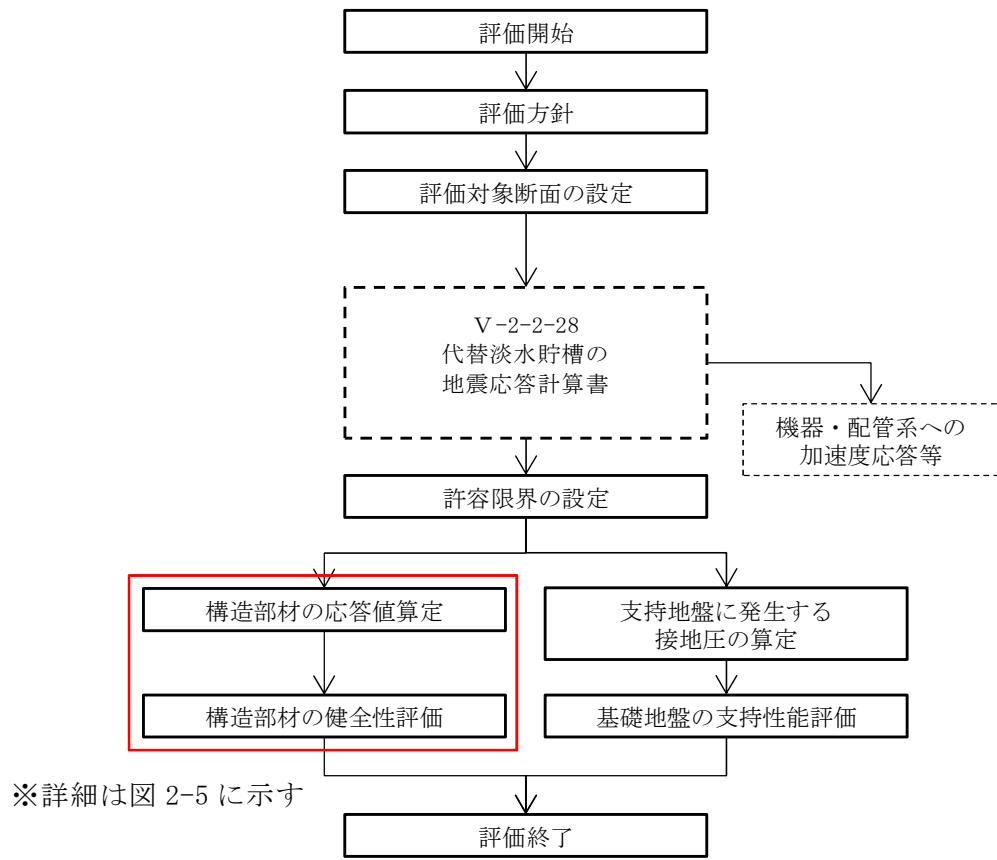 評価開始
評価方針
評価対象断面の設定
Ⅴ-2-2-28
代替淡水貯槽の
地震応答計算書
機器・配管系への
加速度応答等
許容限界の設定
構造部材の応答値算定
支持地盤に発生する
接地圧の算定
構造部材の健全性評価
基礎地盤の支持性能評価
※詳細は図 2-5 に示す
評価終了